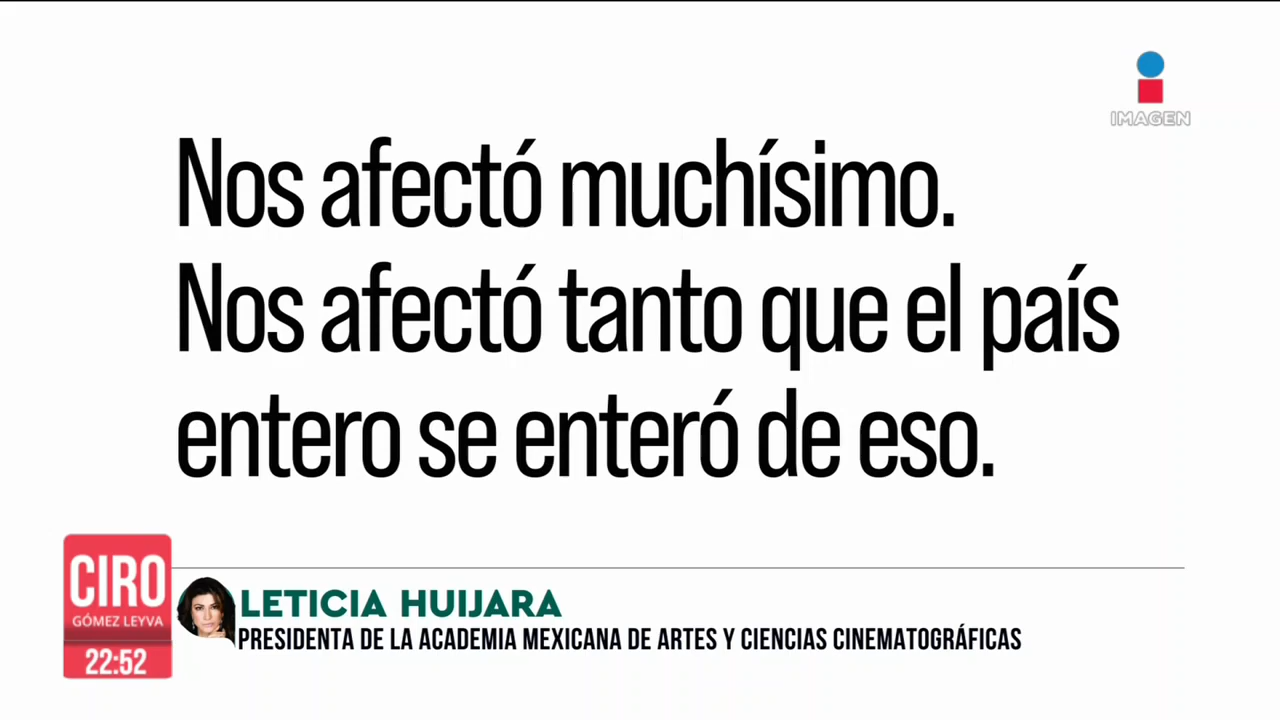 IMAGEN
Nos afectó muchísimo.
Nos afectó tanto que el país
entero se enteró de eso.
CIRO
GÓMEZ LEYVA
22:52
LETICIA HUIJARA
PRESIDENTA DE LA ACADEMIA MEXICANA DE ARTES Y CIENCIAS CINEMATOGRÁFICAS